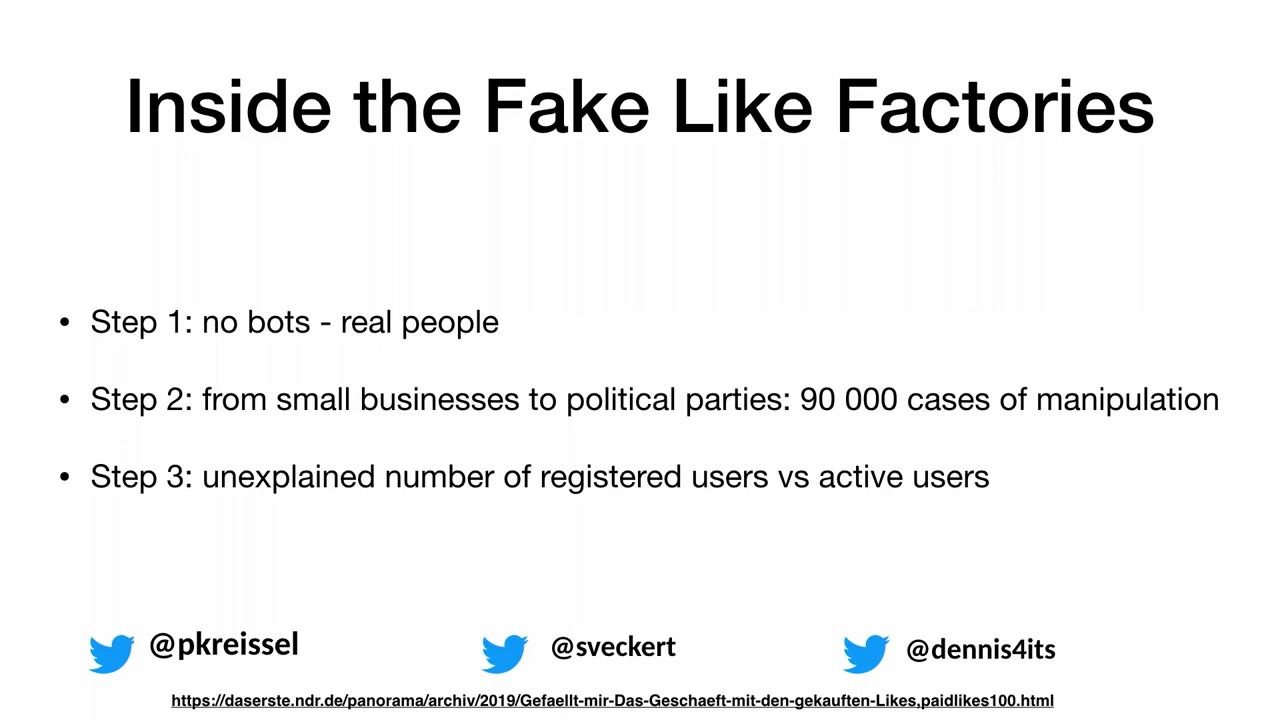 Inside the Fake Like Factories
• Step 1: no bots - real people
• Step 2: from small businesses to political parties: 90 000 cases of manipulation
• Step 3: unexplained number of registered users vs active users
@pkreissel @sveckert @dennis4its
https://daserste.ndr.de/panorama/archiv/2019/Gefaellt-mir-Das-Geschaeft-mit-den-gekauften-Likes,paidlikes100.html